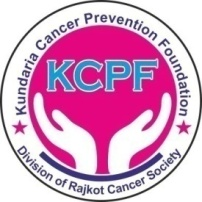 Kundaria Cancer Prevention Foundation
KCPF
Division of Rajkot Cancer Society